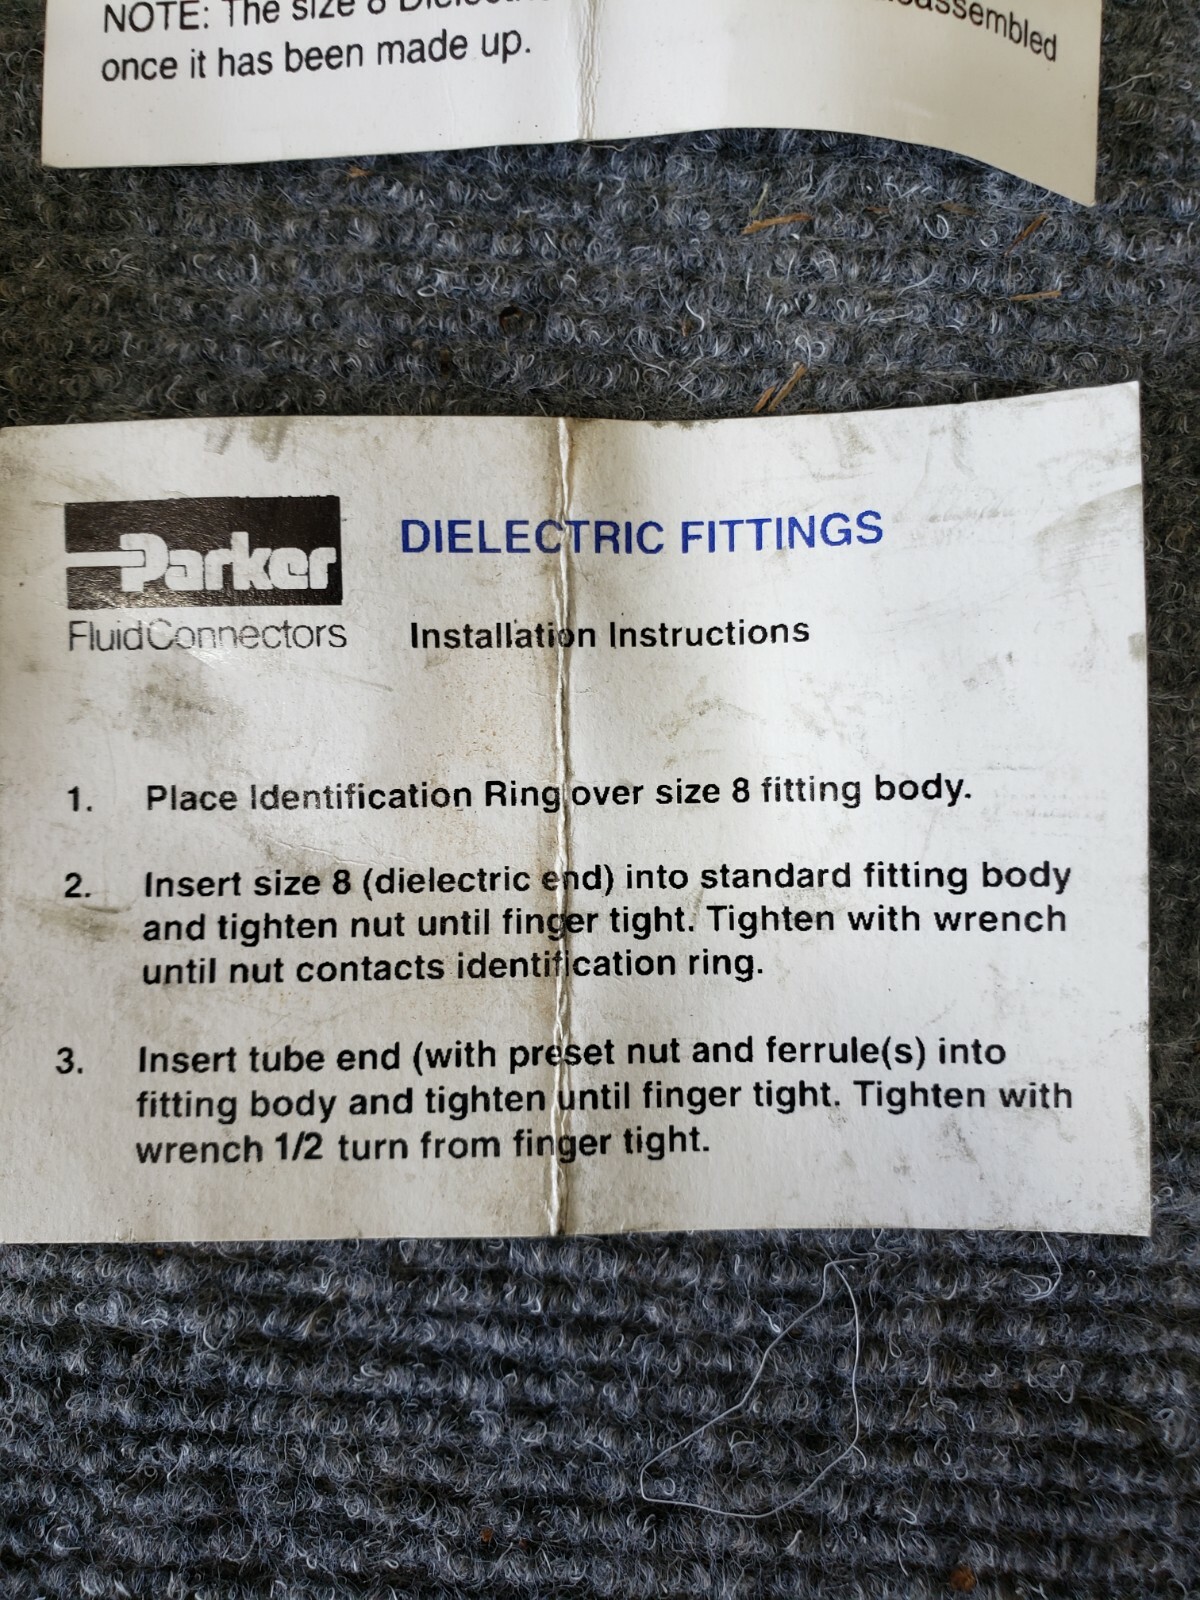 NOTE: The size 8
once it has been made up.
Parker
FluidConnectors
DIELECTRIC FITTINGS
Installation Instructions
1. Place Identification Ring over size 8 fitting body.
2. Insert size 8 (dielectric end) into standard fitting body
and tighten nut until finger tight. Tighten with wrench
until nut contacts identification ring.
3. Insert tube end (with preset nut and ferrule(s) into
fitting body and tighten until finger tight. Tighten with
wrench 1/2 turn from finger tight.